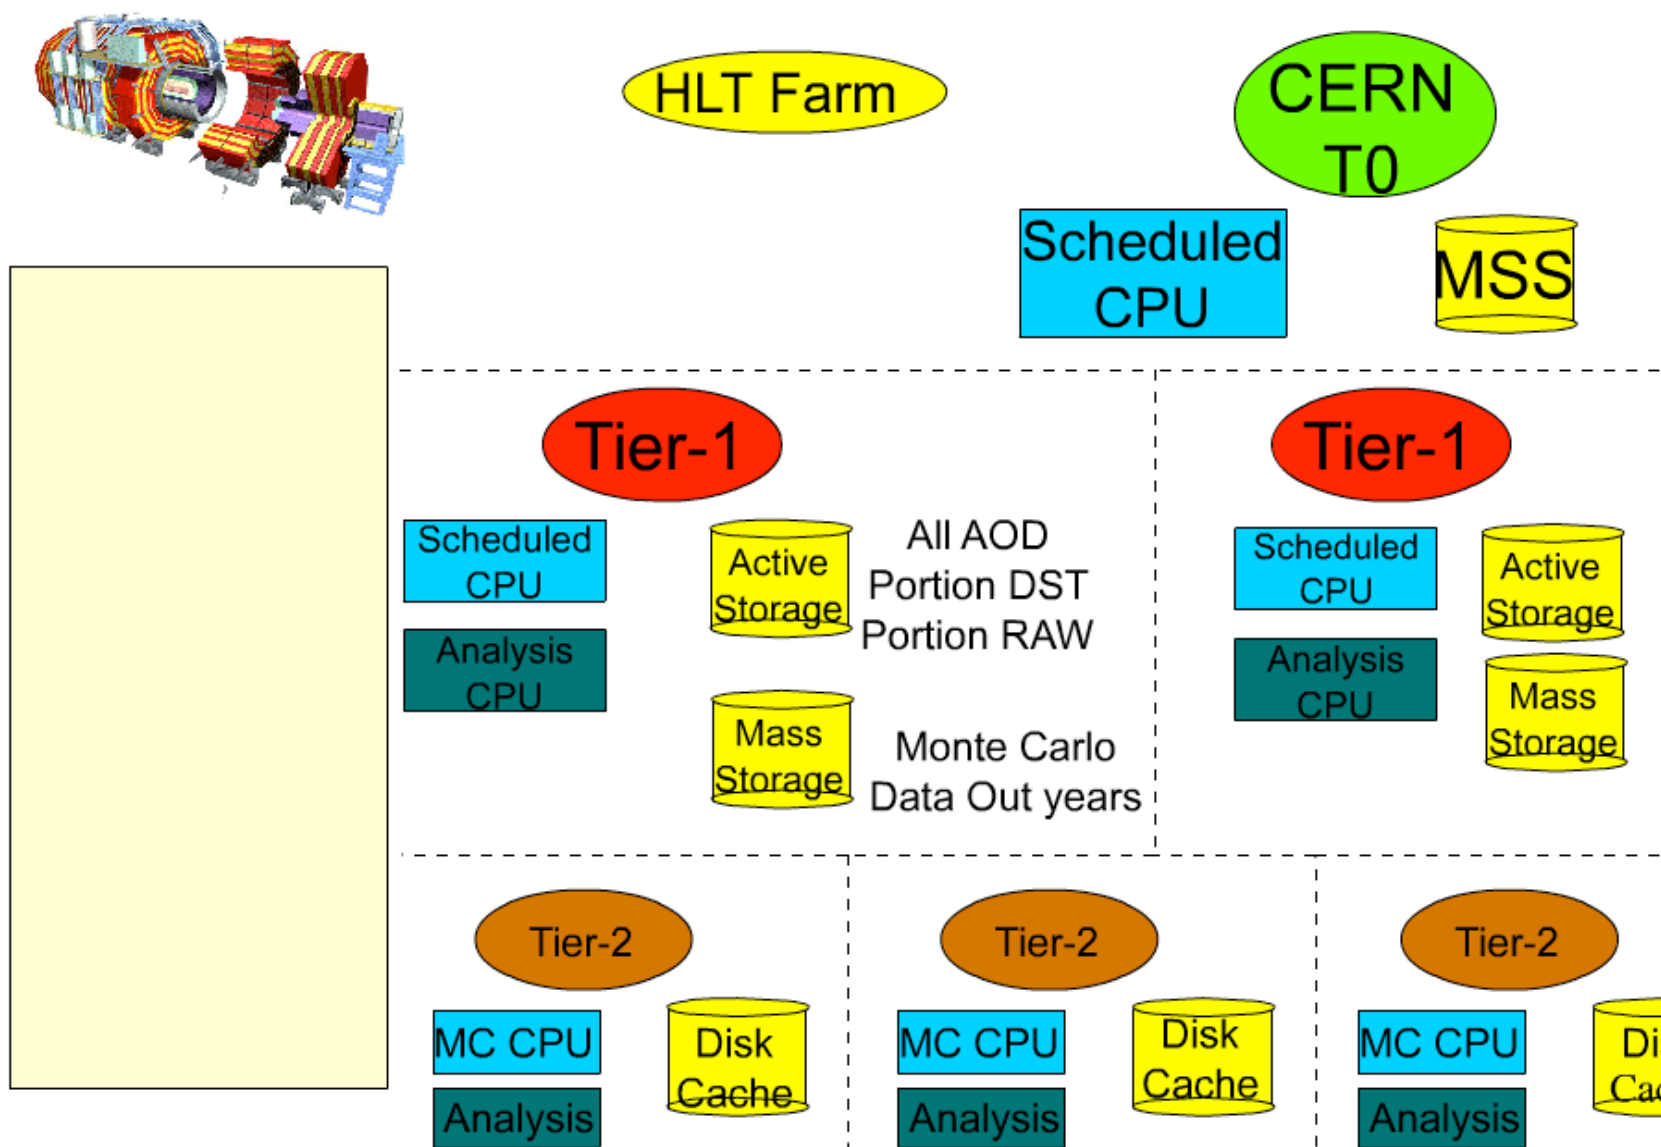 HLT Farm
CERN
T0
Scheduled
CPU
MSS
Tier-1
Scheduled
CPU
Analysis
CPU
Active
Storage
All AOD
Portion DST
Portion RAW
Mass
Storage
Monte Carlo
Data Out years
Tier-1
Scheduled
CPU
Analysis
CPU
Active
Storage
Mass
Storage
Tier-2
MC CPU
Analysis
Disk
Cache
Tier-2
MC CPU
Analysis
Disk
Cache
Tier-2
MC CPU
Analysis